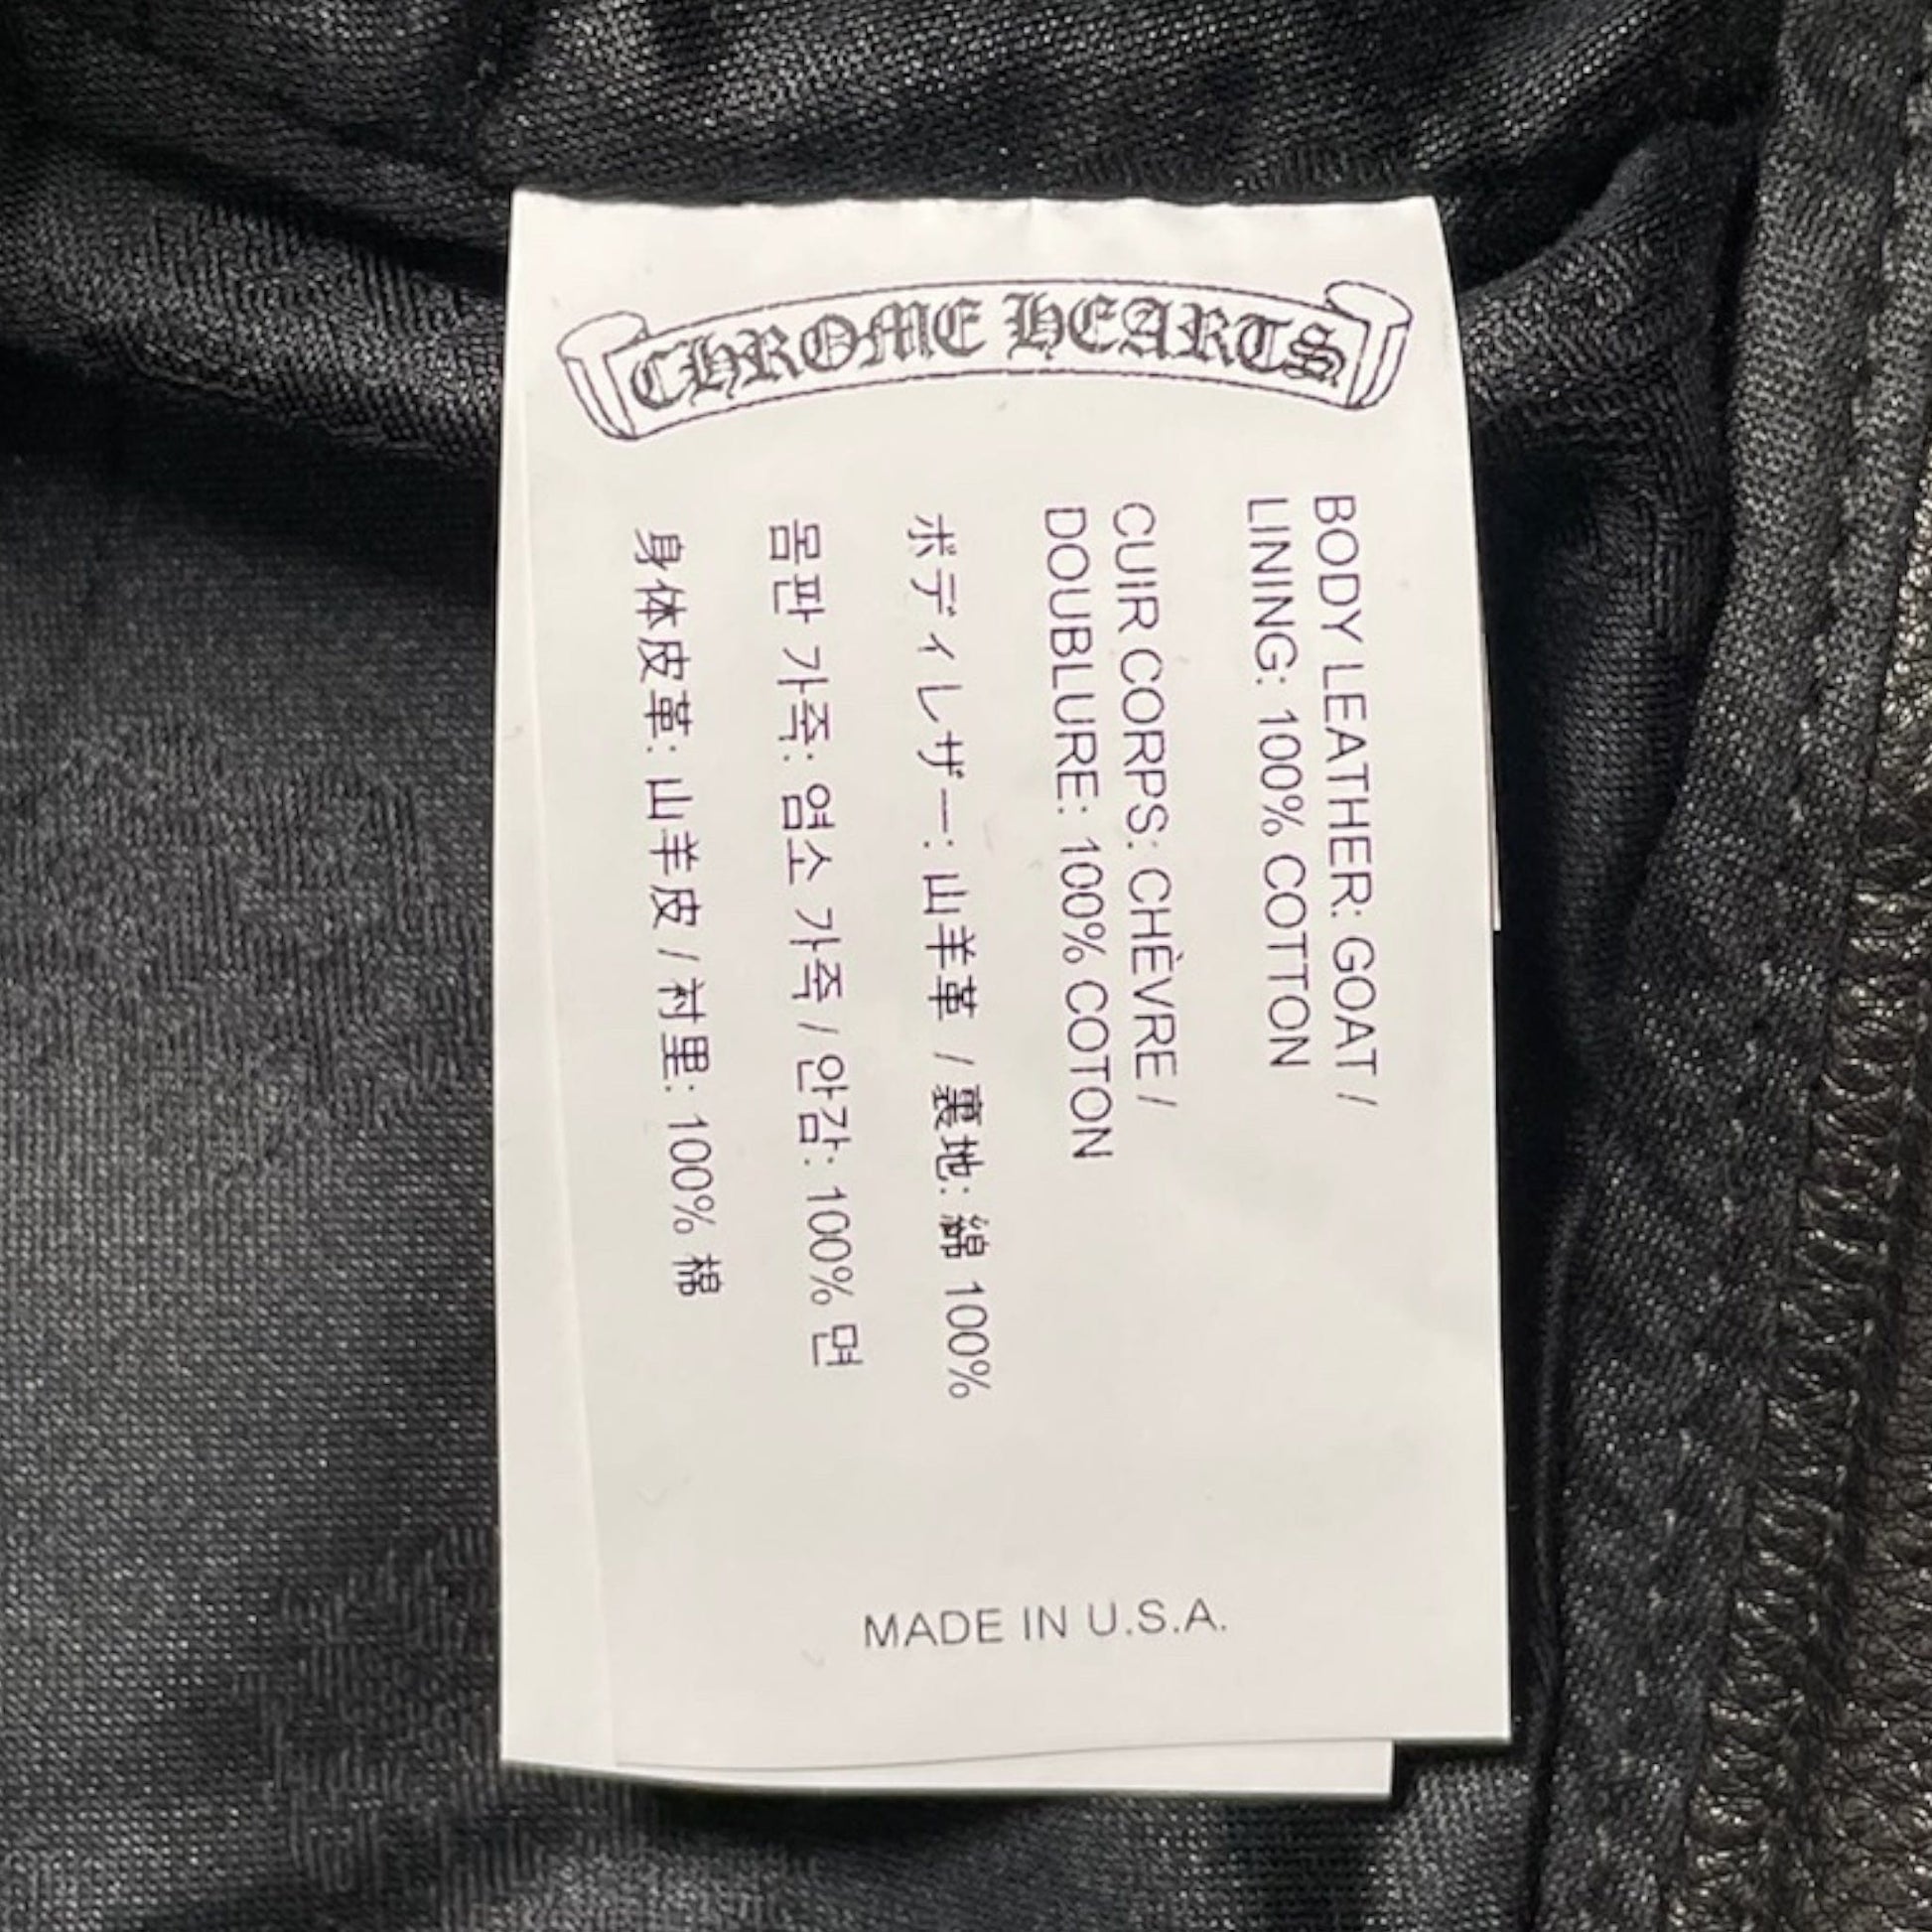 CHROME HEARTS
BODY LEATHER: GOAT /
LINING: 100% COTTON
CUIR CORPS: CHÈVRE /
DOUBLURE: 100% COTON
ボディレザー: 山羊革 / 裏地: 綿 100%
몸판 가죽: 염소 가죽 / 안감: 100% 면
身体皮革: 山羊皮 / 衬里: 100% 棉
MADE IN U.S.A.